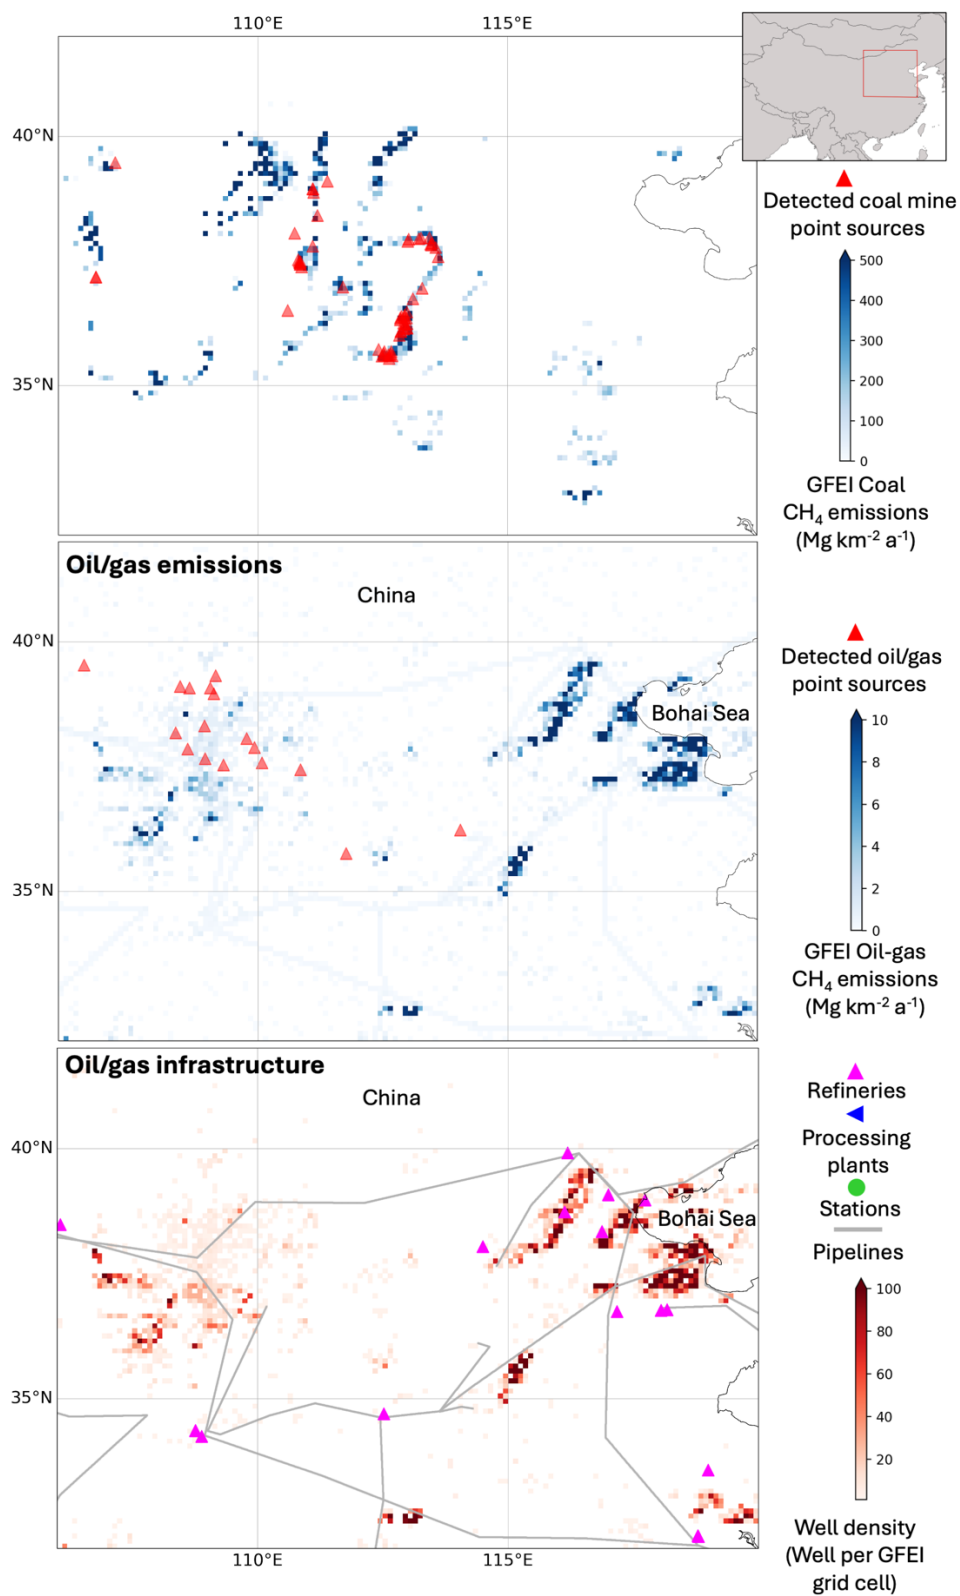 110°E
115°E
40°N
35°N
Detected coal mine
point sources
500
400
300
200
100
0
GFEI Coal
CH₄ emissions
(Mg km⁻² a⁻¹)
Oil/gas emissions
China
40°N
Bohai Sea
35°N
Detected oil/gas
point sources
10
8
6
4
2
0
GFEI Oil-gas
CH₄ emissions
(Mg km⁻² a⁻¹)
Oil/gas infrastructure
China
40°N
Bohai Sea
35°N
110°E
115°E
Refineries
Processing
plants
Stations
Pipelines
100
80
60
40
20
Well density
(Well per GFEI
grid cell)